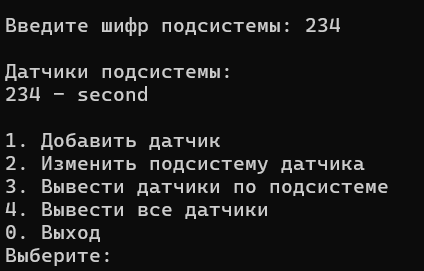 Введите шифр подсистемы: 234
Датчики подсистемы:
234 - second
1. Добавить датчик
2. Изменить подсистему датчика
3. Вывести датчики по подсистеме
4. Вывести все датчики
0. Выход
Выберите: